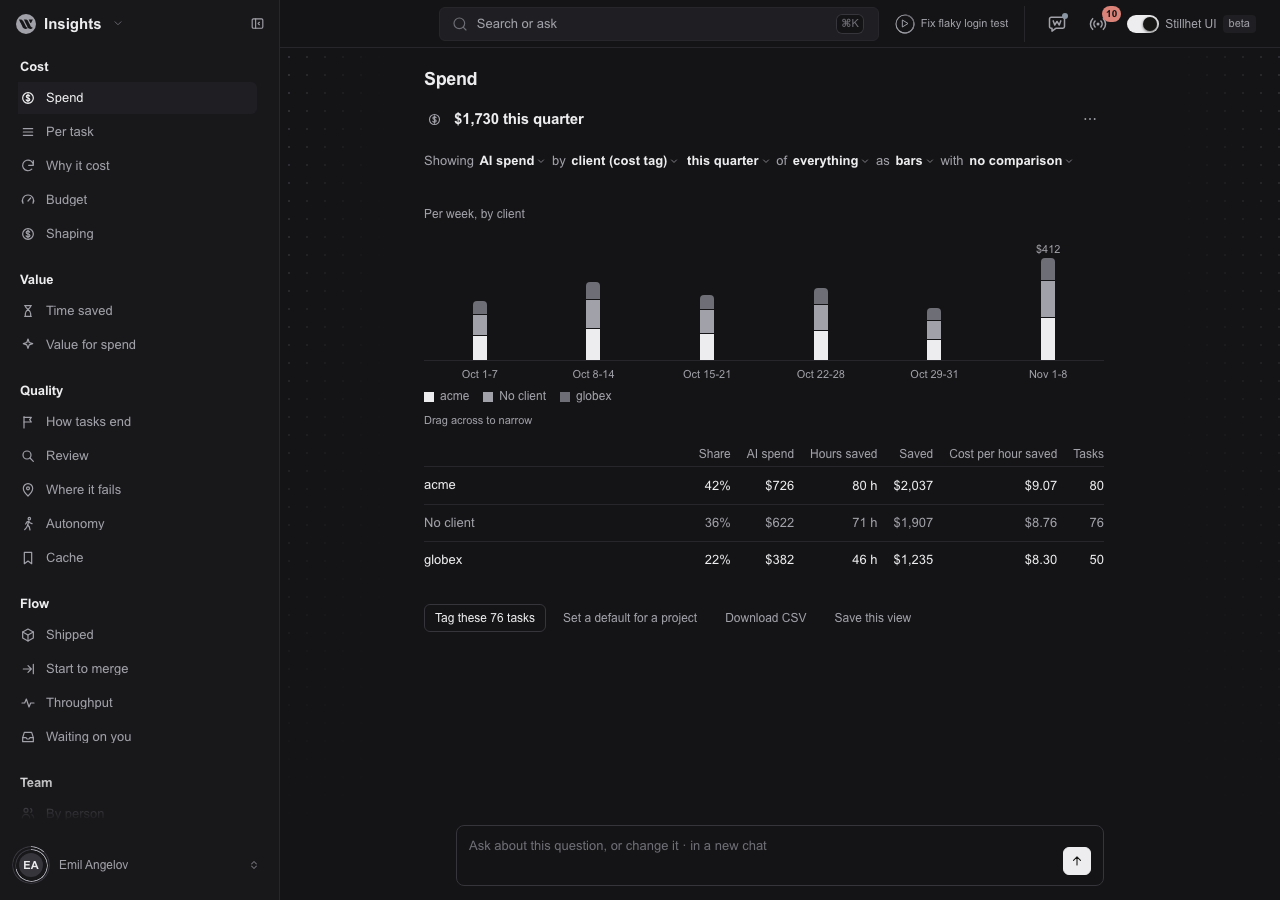 Insights
Search or ask
⌘K
Fix flaky login test
10
Stillhet UI
beta
Cost
Spend
Per task
Why it cost
Budget
Shaping
Value
Time saved
Value for spend
Quality
How tasks end
Review
Where it fails
Autonomy
Cache
Flow
Shipped
Start to merge
Throughput
Waiting on you
Team
By person
EA
Emil Angelov
Spend
$1,730 this quarter
Showing AI spend by client (cost tag) this quarter of everything as bars with no comparison
Per week, by client
$412
Oct 1-7 Oct 8-14 Oct 15-21 Oct 22-28 Oct 29-31 Nov 1-8
acme No client globex
Drag across to narrow
Share AI spend Hours saved Saved Cost per hour saved Tasks
acme 42% $726 80 h $2,037 $9.07 80
No client 36% $622 71 h $1,907 $8.76 76
globex 22% $382 46 h $1,235 $8.30 50
Tag these 76 tasks Set a default for a project Download CSV Save this view
Ask about this question, or change it · in a new chat